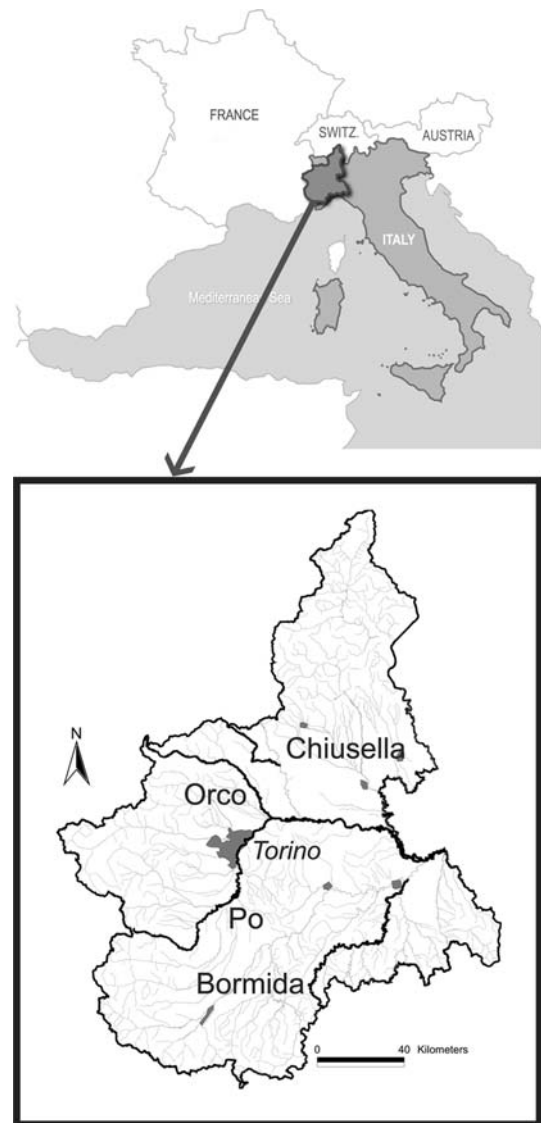 FRANCE
SWITZ.
AUSTRIA
ITALY
Mediterranean Sea
N
Chiusella
Orco
Torino
Po
Bormida
0 40 Kilometers